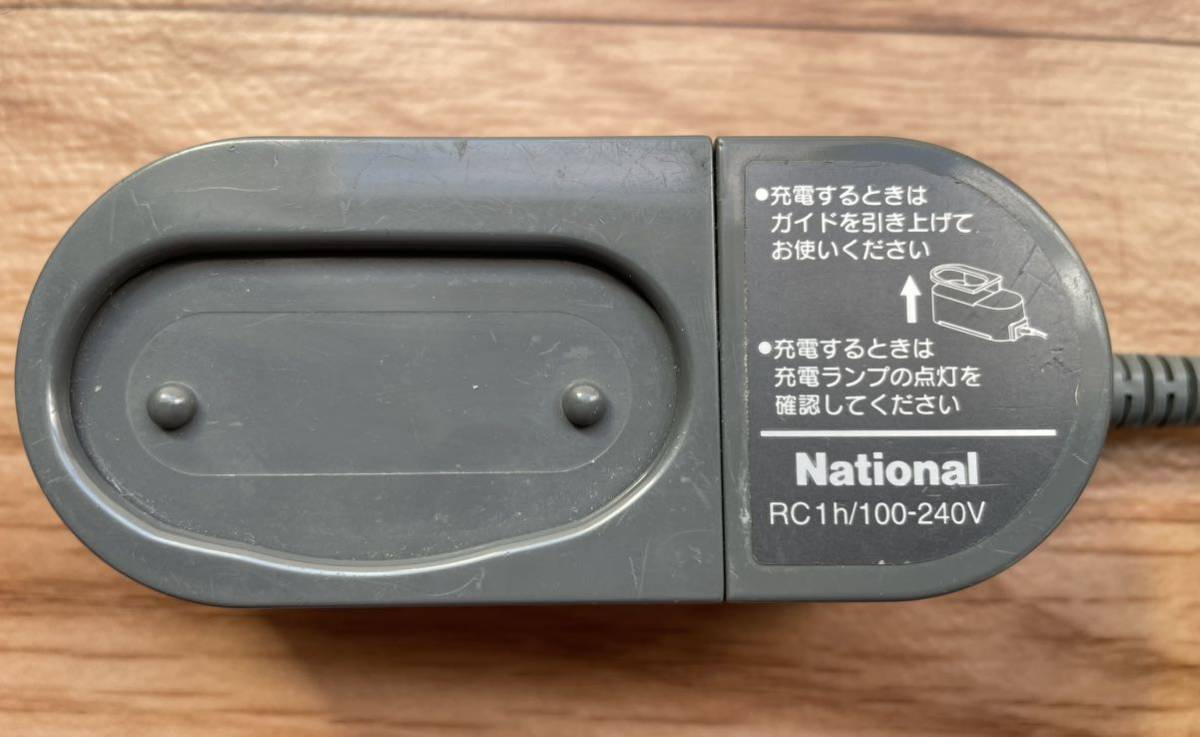 ●充電するときは
ガイドを引き上げて
お使いください
●充電するときは
充電ランプの点灯を
確認してください
National
RC1h/100-240V